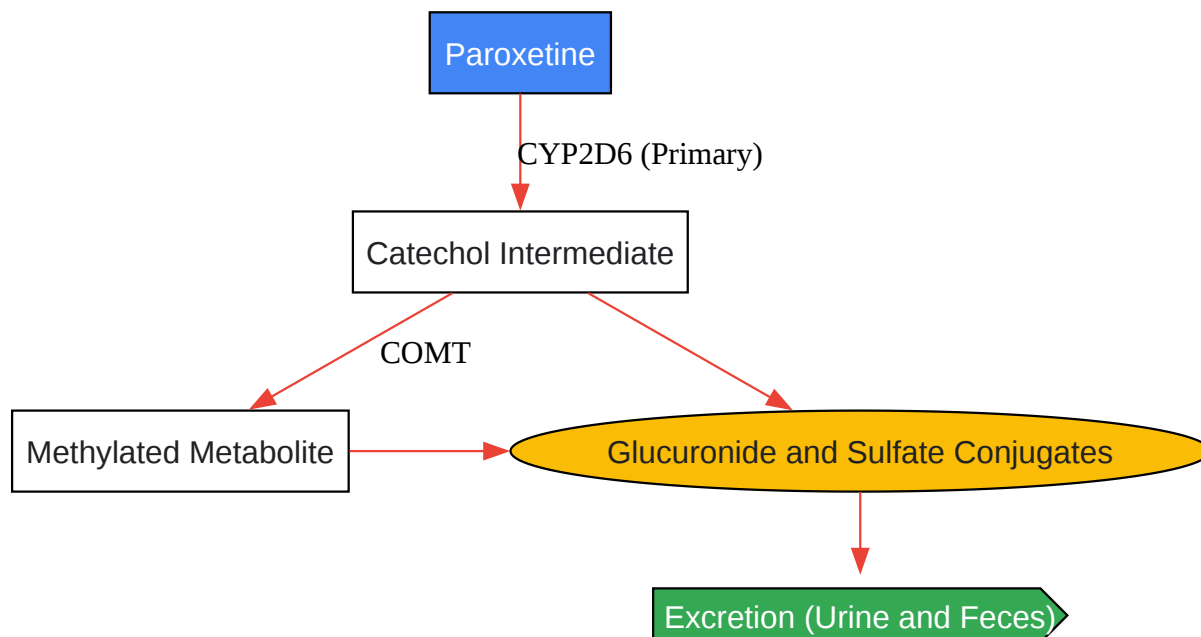 Paroxetine
CYP2D6 (Primary)
Catechol Intermediate
COMT
Methylated Metabolite
Glucuronide and Sulfate Conjugates
Excretion (Urine and Feces)